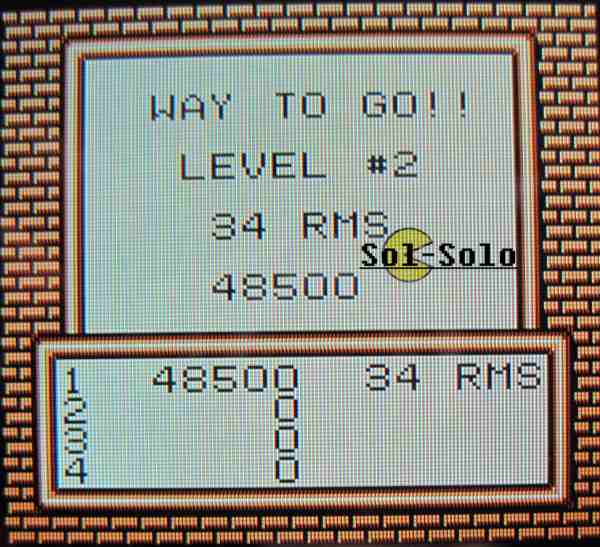 WAY TO GO!!
LEVEL #2
34 RMS
Sol-Solo
48500
1 48500 34 RMS
2 0
3 0
4 0